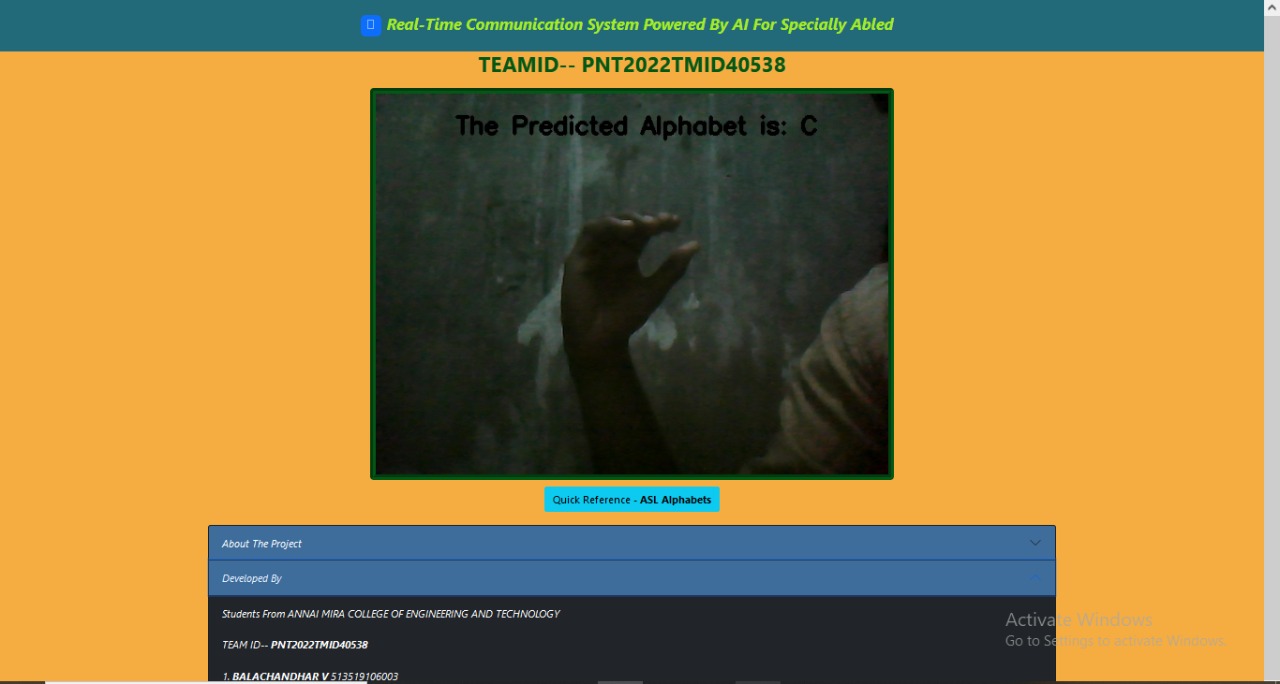 Real-Time Communication System Powered By AI For Specially Abled
TEAMID-- PNT2022TMID40538
The Predicted Alphabet is: C
Quick Reference - ASL Alphabets
About The Project
Developed By
Students From ANNAI MIRA COLLEGE OF ENGINEERING AND TECHNOLOGY
TEAM ID-- PNT2022TMID40538
1. BALACHANDHAR V 513519106003
Activate Windows
Go to Settings to activate Windows.